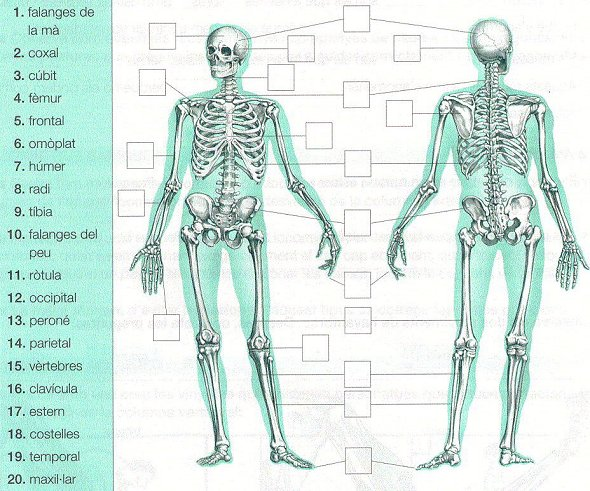 1. falanges de
la mà
2. coxal
3. cúbit
4. fèmur
5. frontal
6. omòplat
7. húmer
8. radi
9. tíbia
10. falanges del
peu
11. ròtula
12. occipital
13. peroné
14. parietal
15. vèrtebres
16. clavícula
17. estern
18. costelles
19. temporal
20. maxil·lar